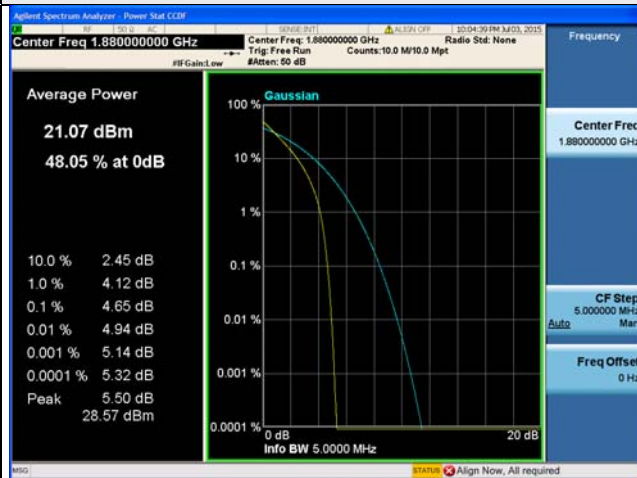 Agilent Spectrum Analyzer - Power Stat CCDF
RF 50 Ω AC SENSE:INT ALIGN OFF 10:04:39 PM Jul 03, 2015
Center Freq 1.880000000 GHz
Center Freq: 1.880000000 GHz Radio Std: None
Trig: Free Run Counts:10.0 M/10.0 Mpt
#IFGain:Low #Atten: 50 dB
Frequency
Average Power
21.07 dBm
48.05 % at 0dB
10.0 % 2.45 dB
1.0 % 4.12 dB
0.1 % 4.65 dB
0.01 % 4.94 dB
0.001 % 5.14 dB
0.0001 % 5.32 dB
Peak 5.50 dB
28.57 dBm
Gaussian
100 %
10 %
1 %
0.1 %
0.01 %
0.001 %
0.0001 %
0 dB 20 dB
Info BW 5.0000 MHz
Center Freq
1.880000000 GHz
CF Step
5.000000 MHz
Auto Man
Freq Offset
0 Hz
MSG STATUS Align Now, All required